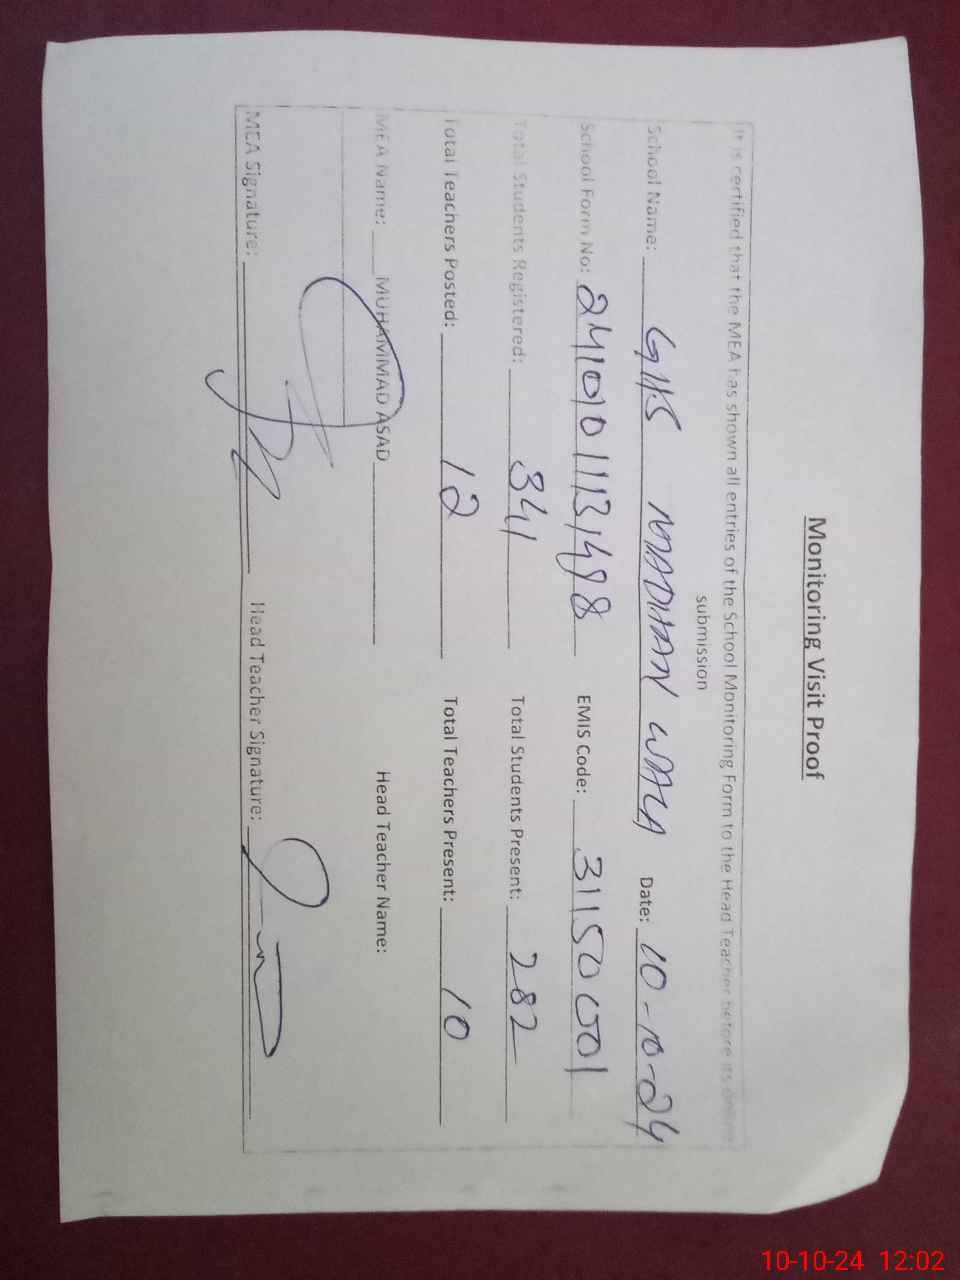 Monitoring Visit Proof
It is certified that the MEA has shown all entries of the School Monitoring Form to the Head Teacher before its online
submission
School Name: GHS MADHAN WALA Date: 10-10-24
School Form No: 24101011131498 EMIS Code: 31150001
Total Students Registered: 341 Total Students Present: 282
Total Teachers Posted: 12 Total Teachers Present: 10
MEA Name: MUHAMMAD ASAD Head Teacher Name:
MEA Signature: Head Teacher Signature:
10-10-24 12:02